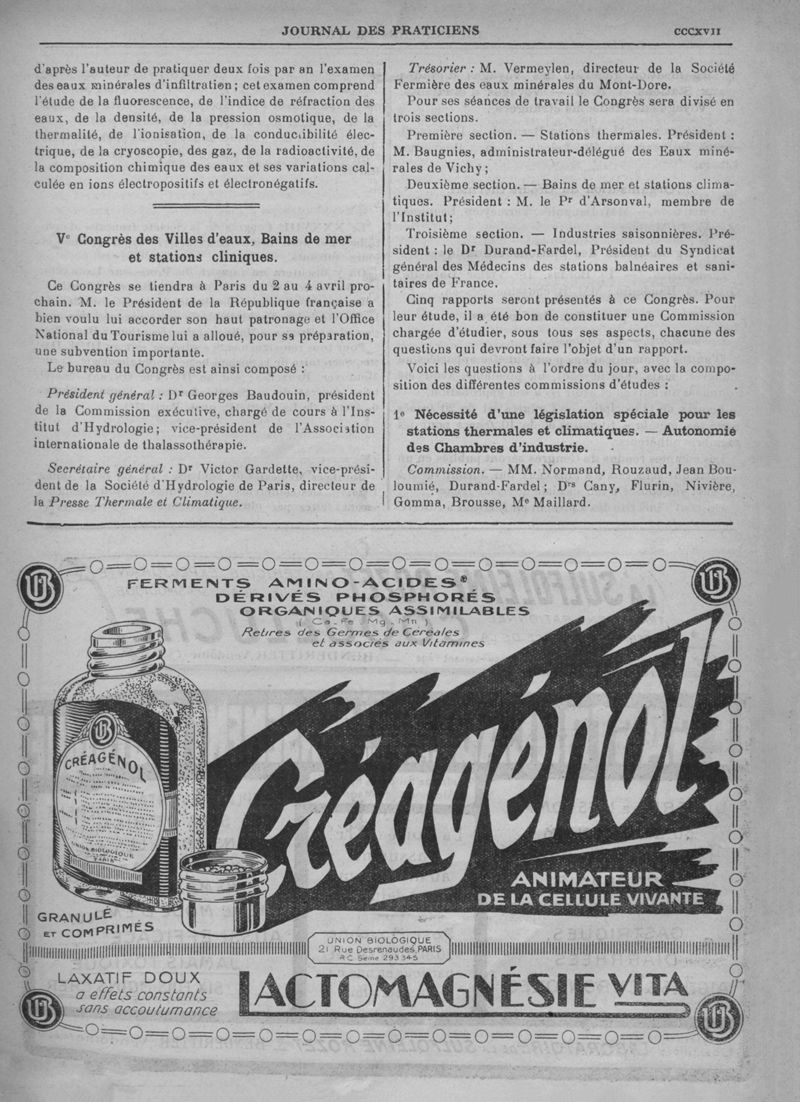 JOURNAL DES PRATICIENS
CCCXVII
d'après l'auteur de pratiquer deux fois par an l'examen
des eaux minérales d'infiltration ; cet examen comprend
l'étude de la fluorescence, de l'indice de réfraction des
eaux, de la densité, de la pression osmotique, de la
thermalité, de l'ionisation, de la conducibilité élec-
trique, de la cryoscopie, des gaz, de la radioactivité, de
la composition chimique des eaux et ses variations cal-
culée en ions électropositifs et électronégatifs.
Ve Congrès des Villes d'eaux, Bains de mer
et stations cliniques.
Ce Congrès se tiendra à Paris du 2 au 4 avril pro-
chain. M. le Président de la République française a
bien voulu lui accorder son haut patronage et l'Office
National du Tourisme lui a alloué, pour sa préparation,
une subvention importante.
Le bureau du Congrès est ainsi composé :
Président général : Dr Georges Baudouin, président
de la Commission exécutive, chargé de cours à l'Ins-
titut d'Hydrologie ; vice-président de l'Association
internationale de thalassothérapie.
Secrétaire général : Dr Victor Gardette, vice-prési-
dent de la Société d'Hydrologie de Paris, directeur de
la Presse Thermale et Climatique.
Trésorier : M. Vermeylen, directeur de la Société
Fermière des eaux minérales du Mont-Dore.
Pour ses séances de travail le Congrès sera divisé en
trois sections.
Première section. — Stations thermales. Président :
M. Baugnies, administrateur-délégué des Eaux miné-
rales de Vichy ;
Deuxième section. — Bains de mer et stations clima-
tiques. Président : M. le Pr d'Arsonval, membre de
l'Institut ;
Troisième section. — Industries saisonnières. Pré-
sident : le Dr Durand-Fardel, Président du Syndicat
général des Médecins des stations balnéaires et sani-
taires de France.
Cinq rapports seront présentés à ce Congrès. Pour
leur étude, il a été bon de constituer une Commission
chargée d'étudier, sous tous ses aspects, chacune des
questions qui devront faire l'objet d'un rapport.
Voici les questions à l'ordre du jour, avec la compo-
sition des différentes commissions d'études :
1o Nécessité d'une législation spéciale pour les
stations thermales et climatiques. — Autonomie
des Chambres d'industrie.
Commission. — MM. Normand, Rouzaud, Jean Bou-
loumié, Durand-Fardel ; Drs Cany, Flurin, Nivière,
Gomma, Brousse, Me Maillard.
FERMENTS AMINO-ACIDES
DÉRIVÉS PHOSPHORÉS
ORGANIQUES ASSIMILABLES
( Ca . Fe . Mg . Mn )
Retirés des Germes de Céréales
et associés aux Vitamines
UB
CRÉAGÉNOL
UNION BIOLOGIQUE
PARIS
Créagénol
ANIMATEUR
DE LA CELLULE VIVANTE
GRANULÉ
ET COMPRIMÉS
UNION BIOLOGIQUE
21 Rue Desrenaudes, PARIS
R C Seine 293 345
LAXATIF DOUX
a effets constants
sans accoutumance
LACTOMAGNÉSIE VITA